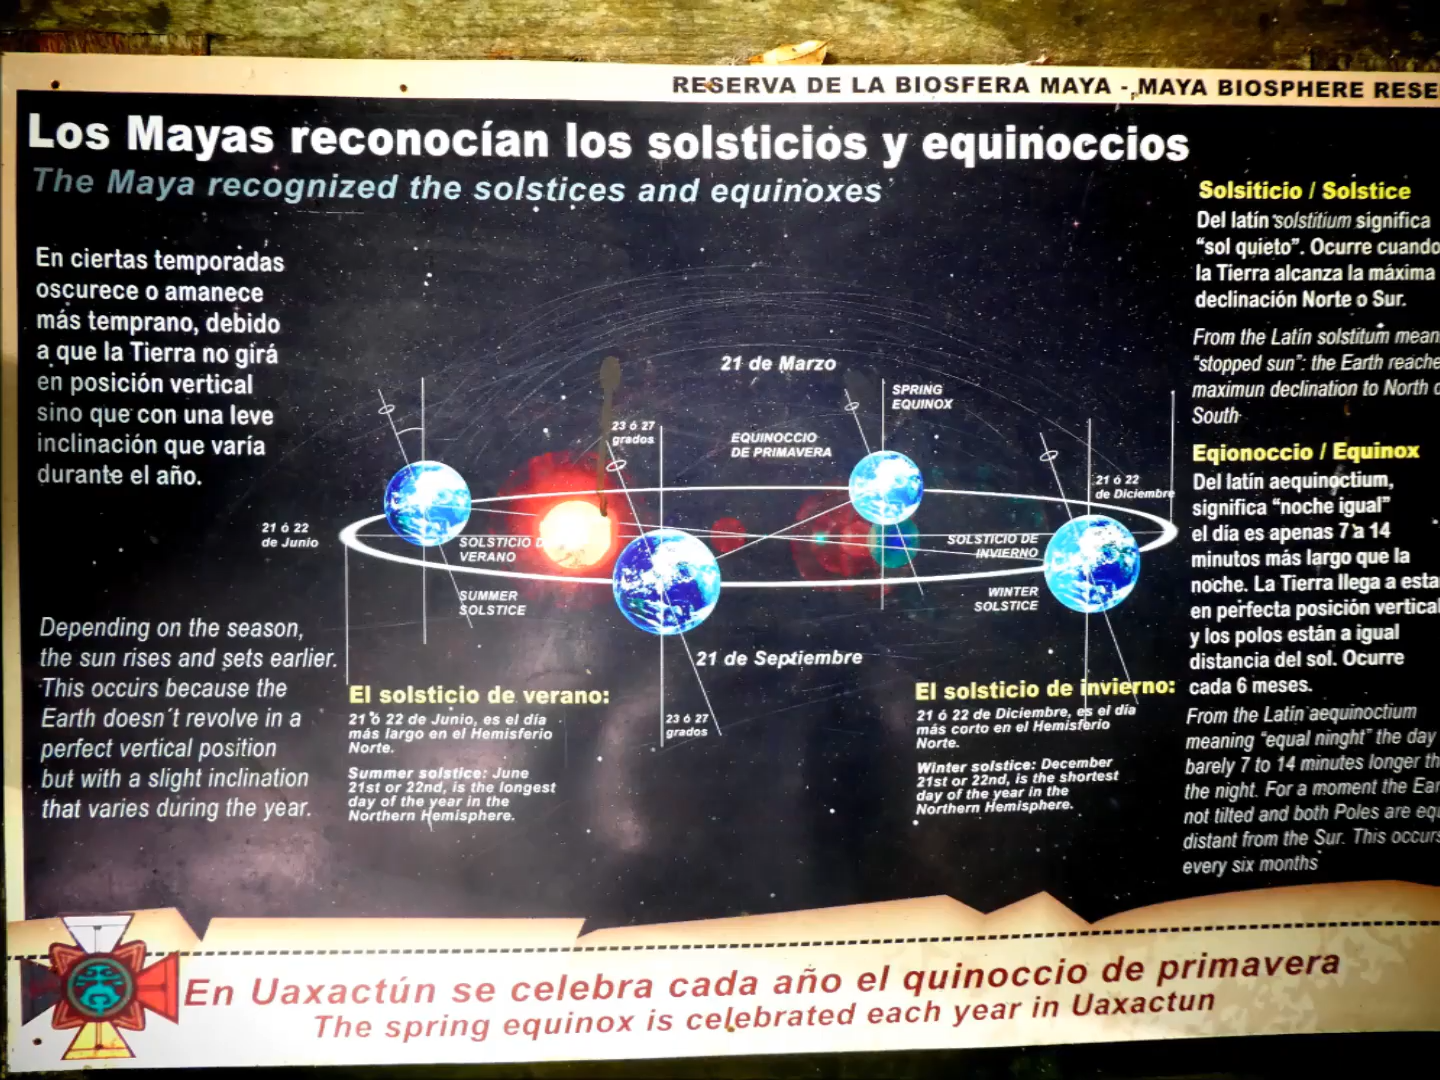 RESERVA DE LA BIOSFERA MAYA - MAYA BIOSPHERE RESE
Los Mayas reconocían los solsticios y equinoccios
The Maya recognized the solstices and equinoxes
En ciertas temporadas
oscurece o amanece
más temprano, debido
a que la Tierra no girá
en posición vertical
sino que con una leve
inclinación que varía
durante el año.
Depending on the season,
the sun rises and sets earlier.
This occurs because the
Earth doesn´t revolve in a
perfect vertical position
but with a slight inclination
that varies during the year.
21 de Marzo
SPRING
EQUINOX
23 ó 27
grados
EQUINOCCIO
DE PRIMAVERA
21 ó 22
de Diciembre
21 ó 22
de Junio
SOLSTICIO D
VERANO
SOLSTICIO DE
INVIERNO
SUMMER
SOLSTICE
WINTER
SOLSTICE
21 de Septiembre
23 ó 27
grados
El solsticio de verano:
21 ó 22 de Junio, es el día
más largo en el Hemisferio
Norte.
Summer solstice: June
21st or 22nd, is the longest
day of the year in the
Northern Hemisphere.
El solsticio de invierno:
21 ó 22 de Diciembre, es el día
más corto en el Hemisferio
Norte.
Winter solstice: December
21st or 22nd, is the shortest
day of the year in the
Northern Hemisphere.
Solsiticio / Solstice
Del latín solstitium significa
“sol quieto”. Ocurre cuando
la Tierra alcanza la máxima
declinación Norte o Sur.
From the Latín solstitum mean
“stopped sun”: the Earth reache
maximun declination to North o
South
Eqionoccio / Equinox
Del latín aequinoctium,
significa “noche igual”
el día es apenas 7 a 14
minutos más largo que la
noche. La Tierra llega a esta
en perfecta posición vertical
y los polos están a igual
distancia del sol. Ocurre
cada 6 meses.
From the Latín aequinoctium
meaning “equal ninght” the day
barely 7 to 14 minutes longer th
the night. For a moment the Ear
not tilted and both Poles are equ
distant from the Sur. This occurs
every six months
En Uaxactún se celebra cada año el quinoccio de primavera
The spring equinox is celebrated each year in Uaxactun